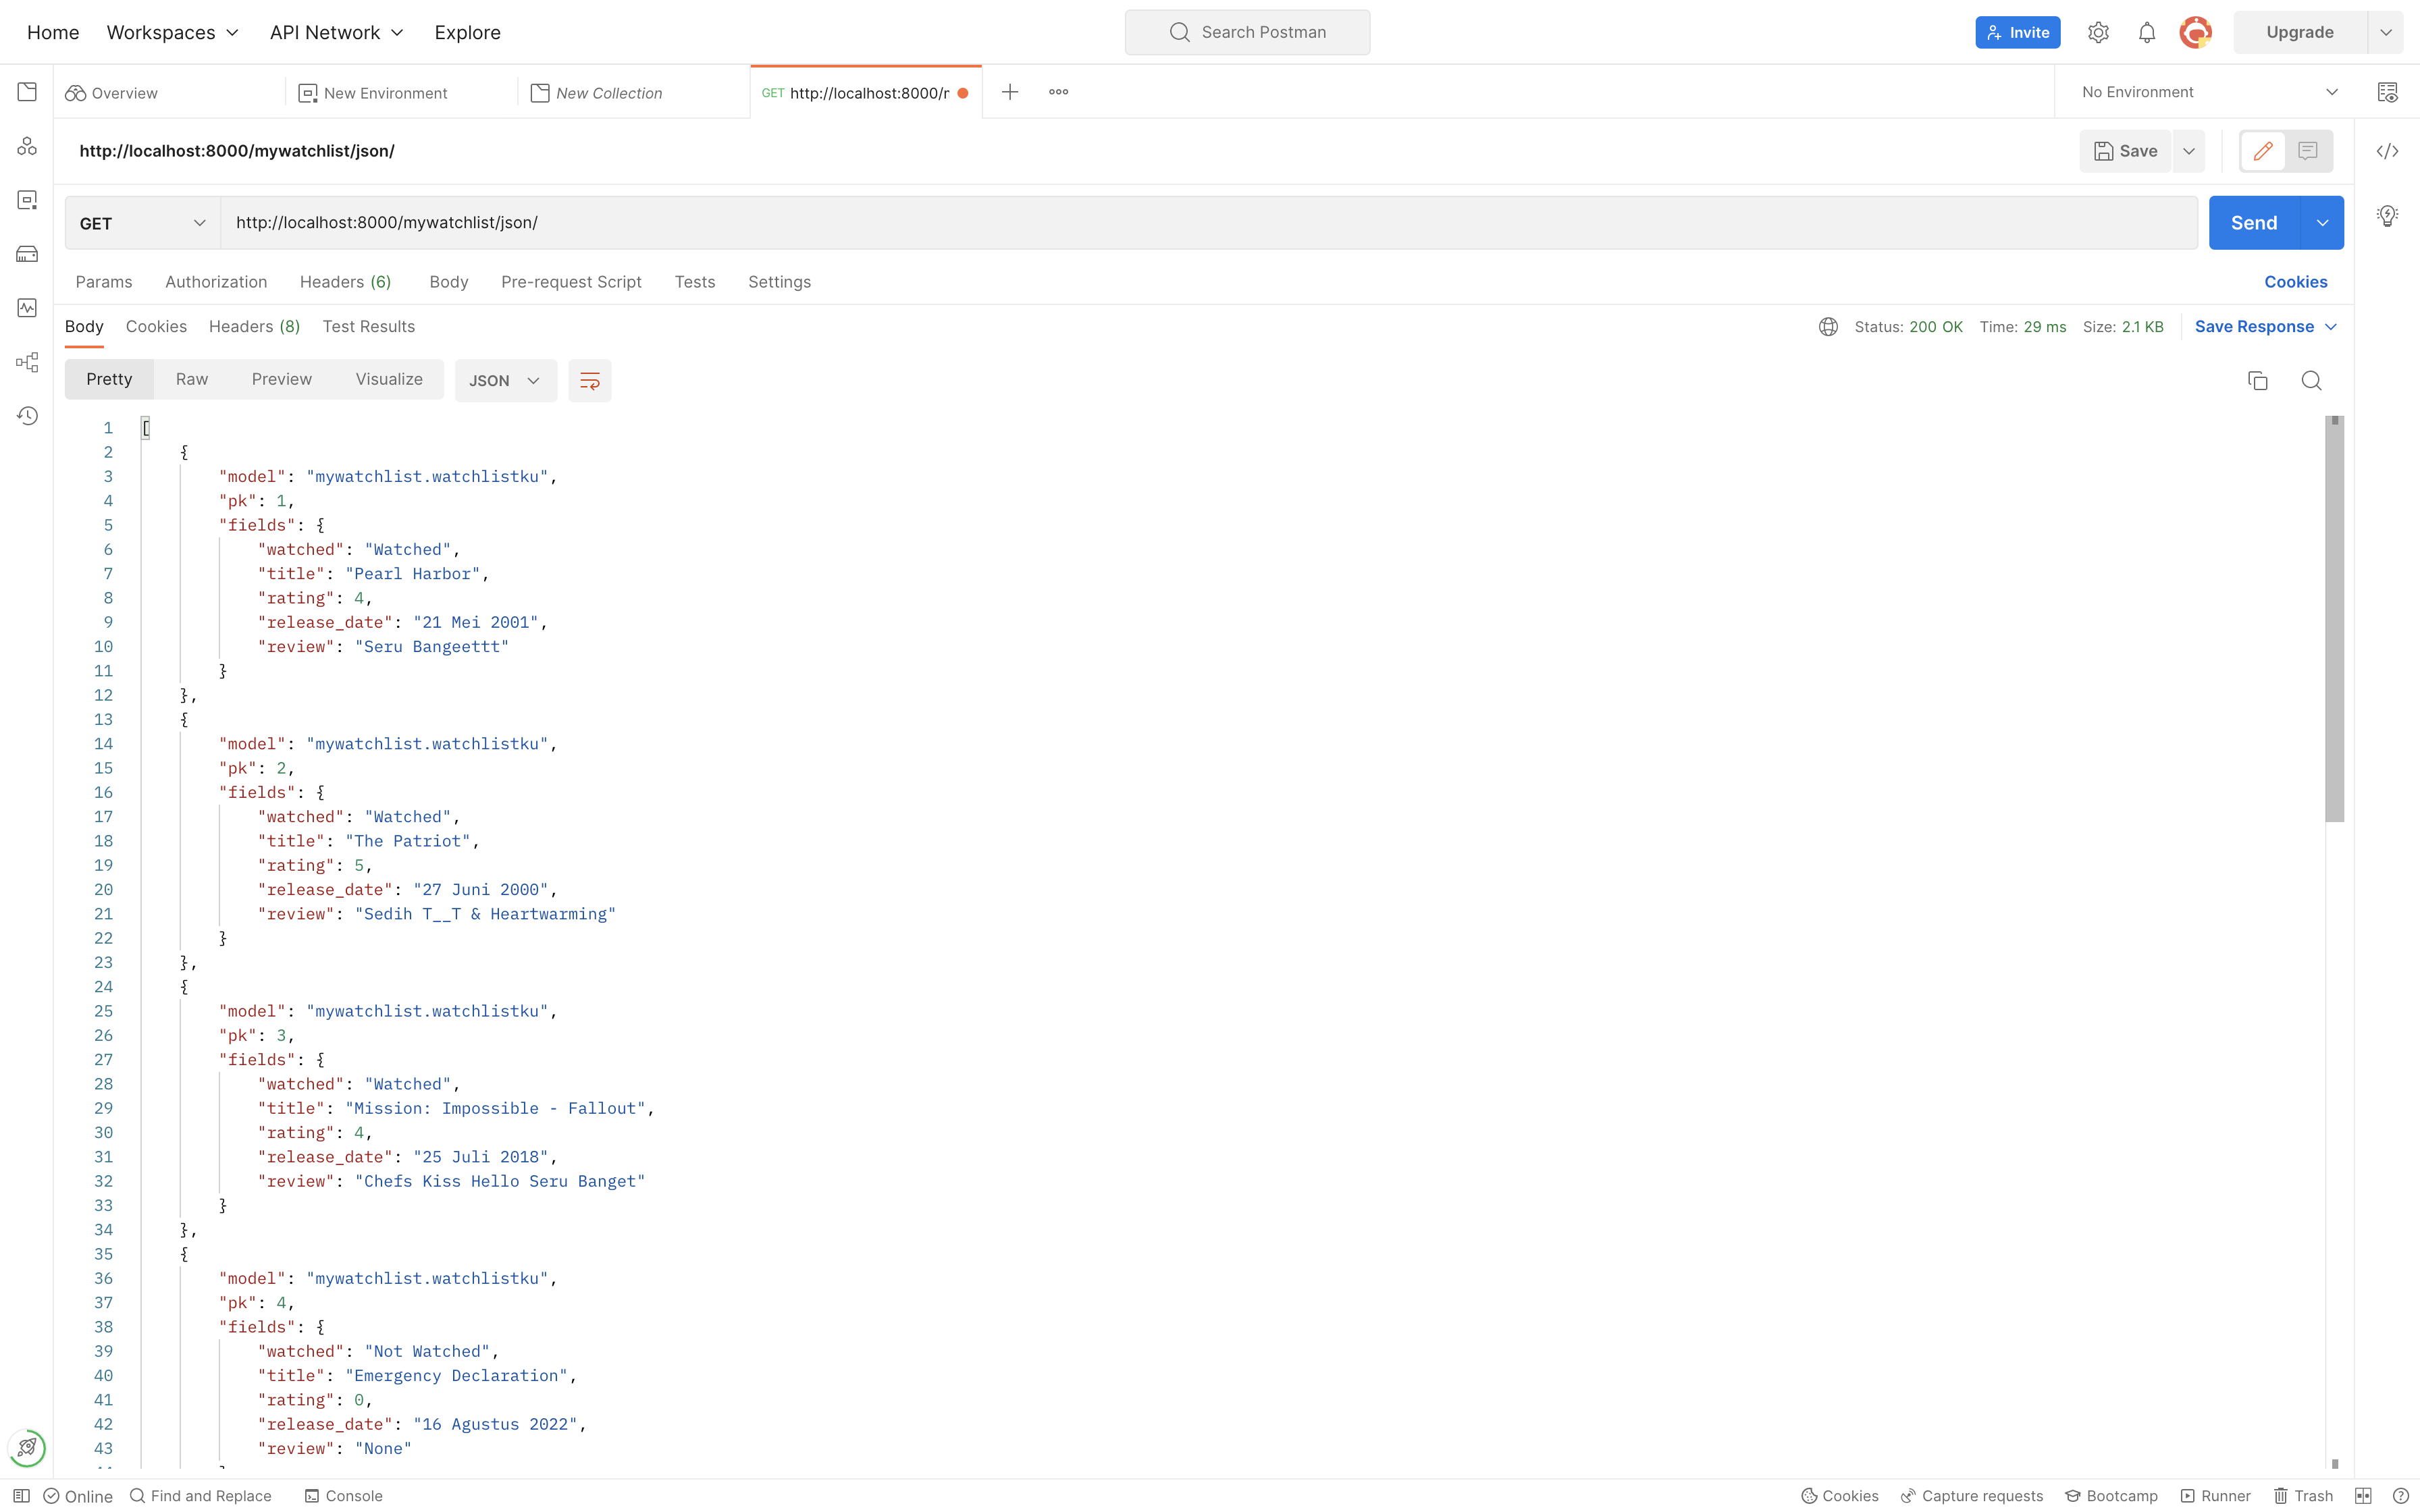 Home Workspaces API Network Explore Search Postman Invite Upgrade
Overview New Environment New Collection GET http://localhost:8000/r No Environment
http://localhost:8000/mywatchlist/json/ Save
GET http://localhost:8000/mywatchlist/json/ Send
Params Authorization Headers (6) Body Pre-request Script Tests Settings Cookies
Body Cookies Headers (8) Test Results Status: 200 OK Time: 29 ms Size: 2.1 KB Save Response
Pretty Raw Preview Visualize JSON
1 [
2 {
3 "model": "mywatchlist.watchlistku",
4 "pk": 1,
5 "fields": {
6 "watched": "Watched",
7 "title": "Pearl Harbor",
8 "rating": 4,
9 "release_date": "21 Mei 2001",
10 "review": "Seru Bangeettt"
11 }
12 },
13 {
14 "model": "mywatchlist.watchlistku",
15 "pk": 2,
16 "fields": {
17 "watched": "Watched",
18 "title": "The Patriot",
19 "rating": 5,
20 "release_date": "27 Juni 2000",
21 "review": "Sedih T__T & Heartwarming"
22 }
23 },
24 {
25 "model": "mywatchlist.watchlistku",
26 "pk": 3,
27 "fields": {
28 "watched": "Watched",
29 "title": "Mission: Impossible - Fallout",
30 "rating": 4,
31 "release_date": "25 Juli 2018",
32 "review": "Chefs Kiss Hello Seru Banget"
33 }
34 },
35 {
36 "model": "mywatchlist.watchlistku",
37 "pk": 4,
38 "fields": {
39 "watched": "Not Watched",
40 "title": "Emergency Declaration",
41 "rating": 0,
42 "release_date": "16 Agustus 2022",
43 "review": "None"
Online Find and Replace Console Cookies Capture requests Bootcamp Runner Trash